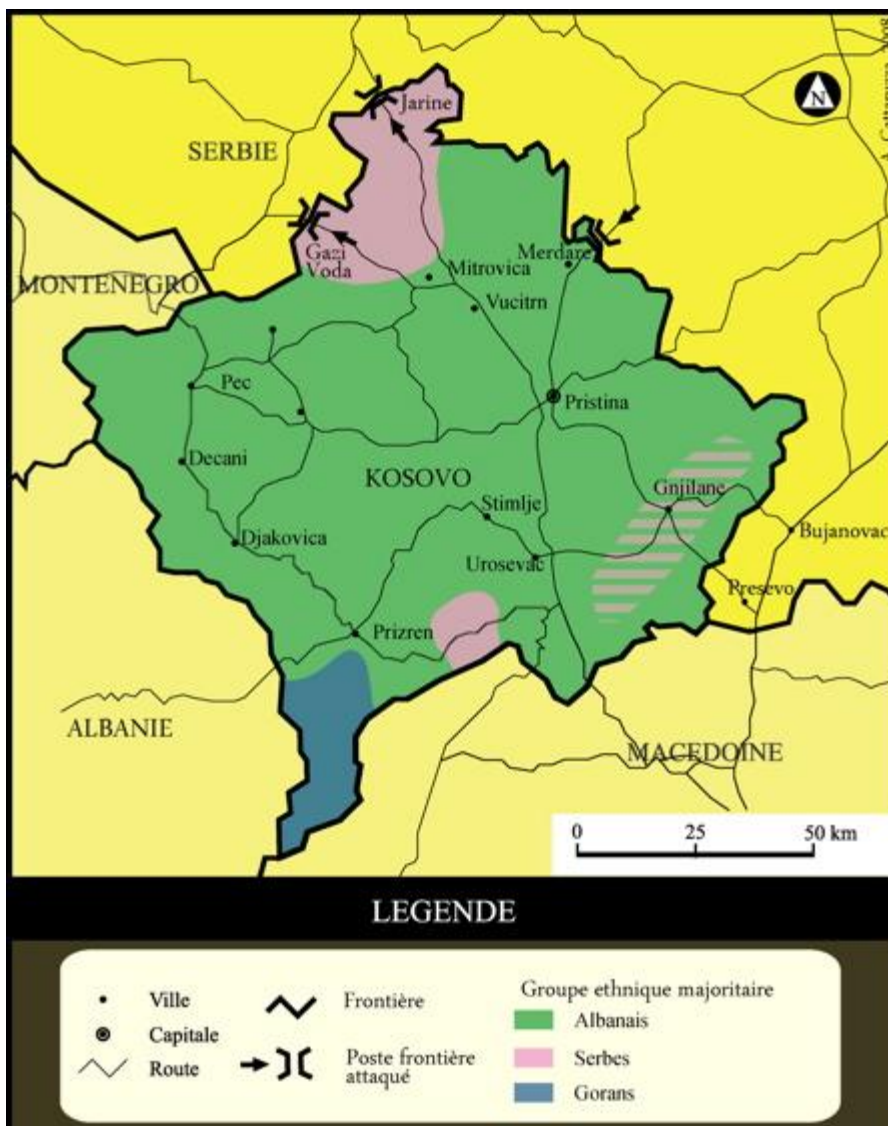 Jarine
SERBIE
N
Gazi
Voda
Merdare
Mitrovica
MONTENEGRO
Vucitrn
Pec
Pristina
Decani
KOSOVO
Gnjilane
Stimlje
Bujanovac
Djakovica
Urosevac
Presevo
Prizren
ALBANIE
MACEDOINE
0 25 50 km
LEGENDE
Ville
Capitale
Route
Frontière
Poste frontière
attaqué
Groupe ethnique majoritaire
Albanais
Serbes
Gorans